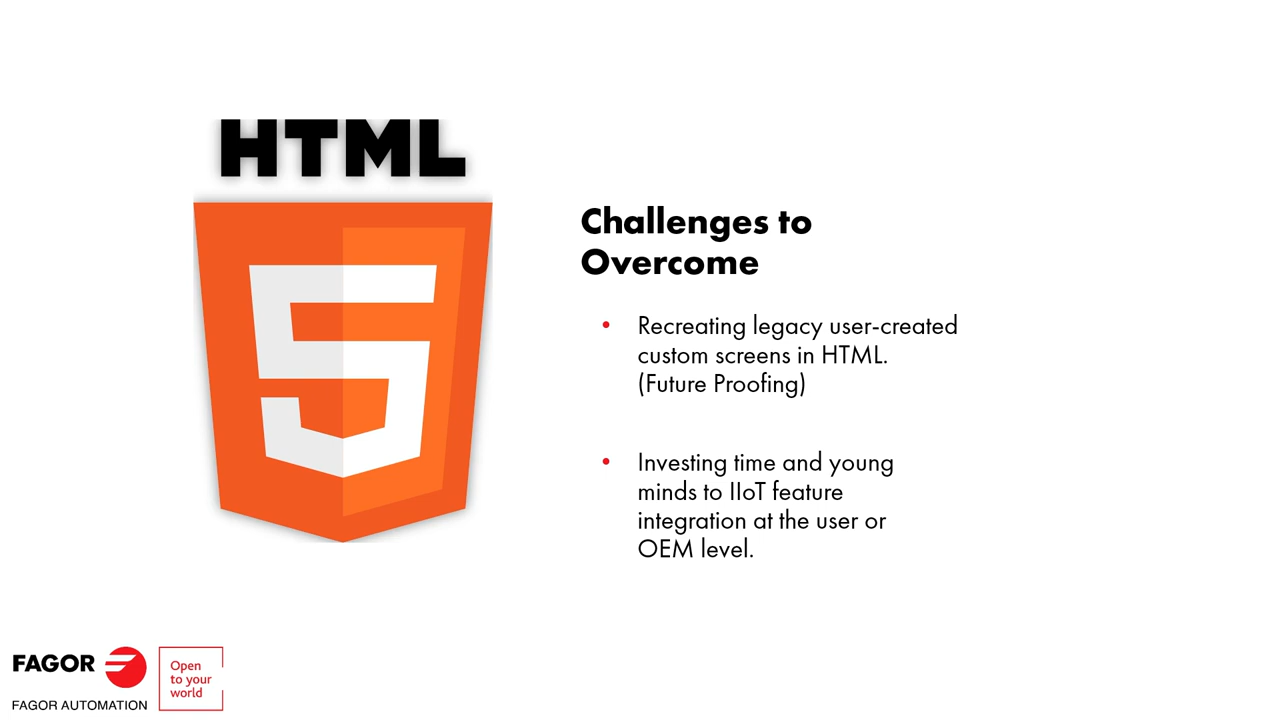 HTML
5
Challenges to
Overcome
• Recreating legacy user-created
custom screens in HTML.
(Future Proofing)
• Investing time and young
minds to IIoT feature
integration at the user or
OEM level.
FAGOR
FAGOR AUTOMATION
Open
to your
world